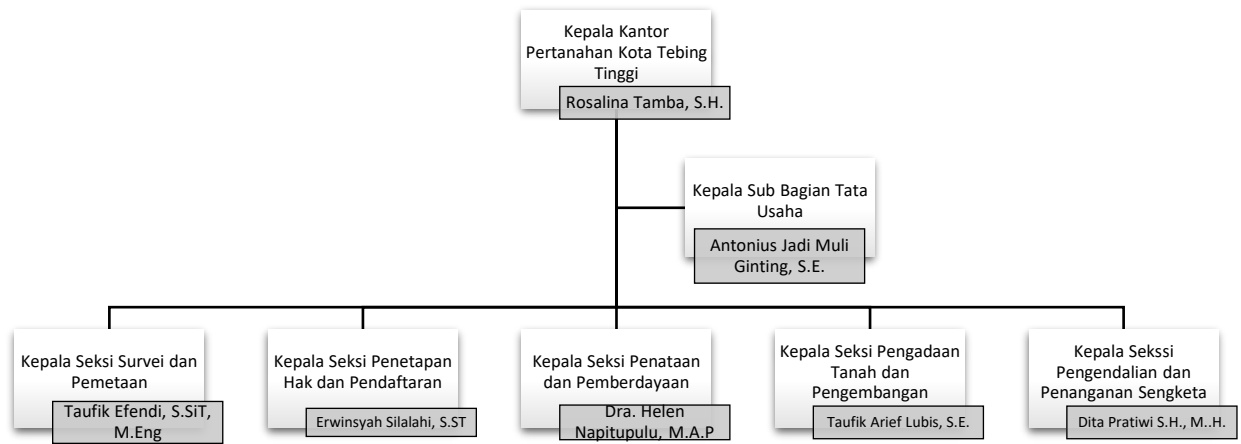 Kepala Kantor
Pertanahan Kota Tebing
Tinggi
Rosalina Tamba, S.H.
Kepala Sub Bagian Tata
Usaha
Antonius Jadi Muli
Ginting, S.E.
Kepala Seksi Survei dan
Pemetaan
Taufik Efendi, S.SiT,
M.Eng
Kepala Seksi Penetapan
Hak dan Pendaftaran
Erwinsyah Silalahi, S.ST
Kepala Seksi Penataan
dan Pemberdayaan
Dra. Helen
Napitupulu, M.A.P
Kepala Seksi Pengadaan
Tanah dan
Pengembangan
Taufik Arief Lubis, S.E.
Kepala Sekssi
Pengendalian dan
Penanganan Sengketa
Dita Pratiwi S.H., M..H.